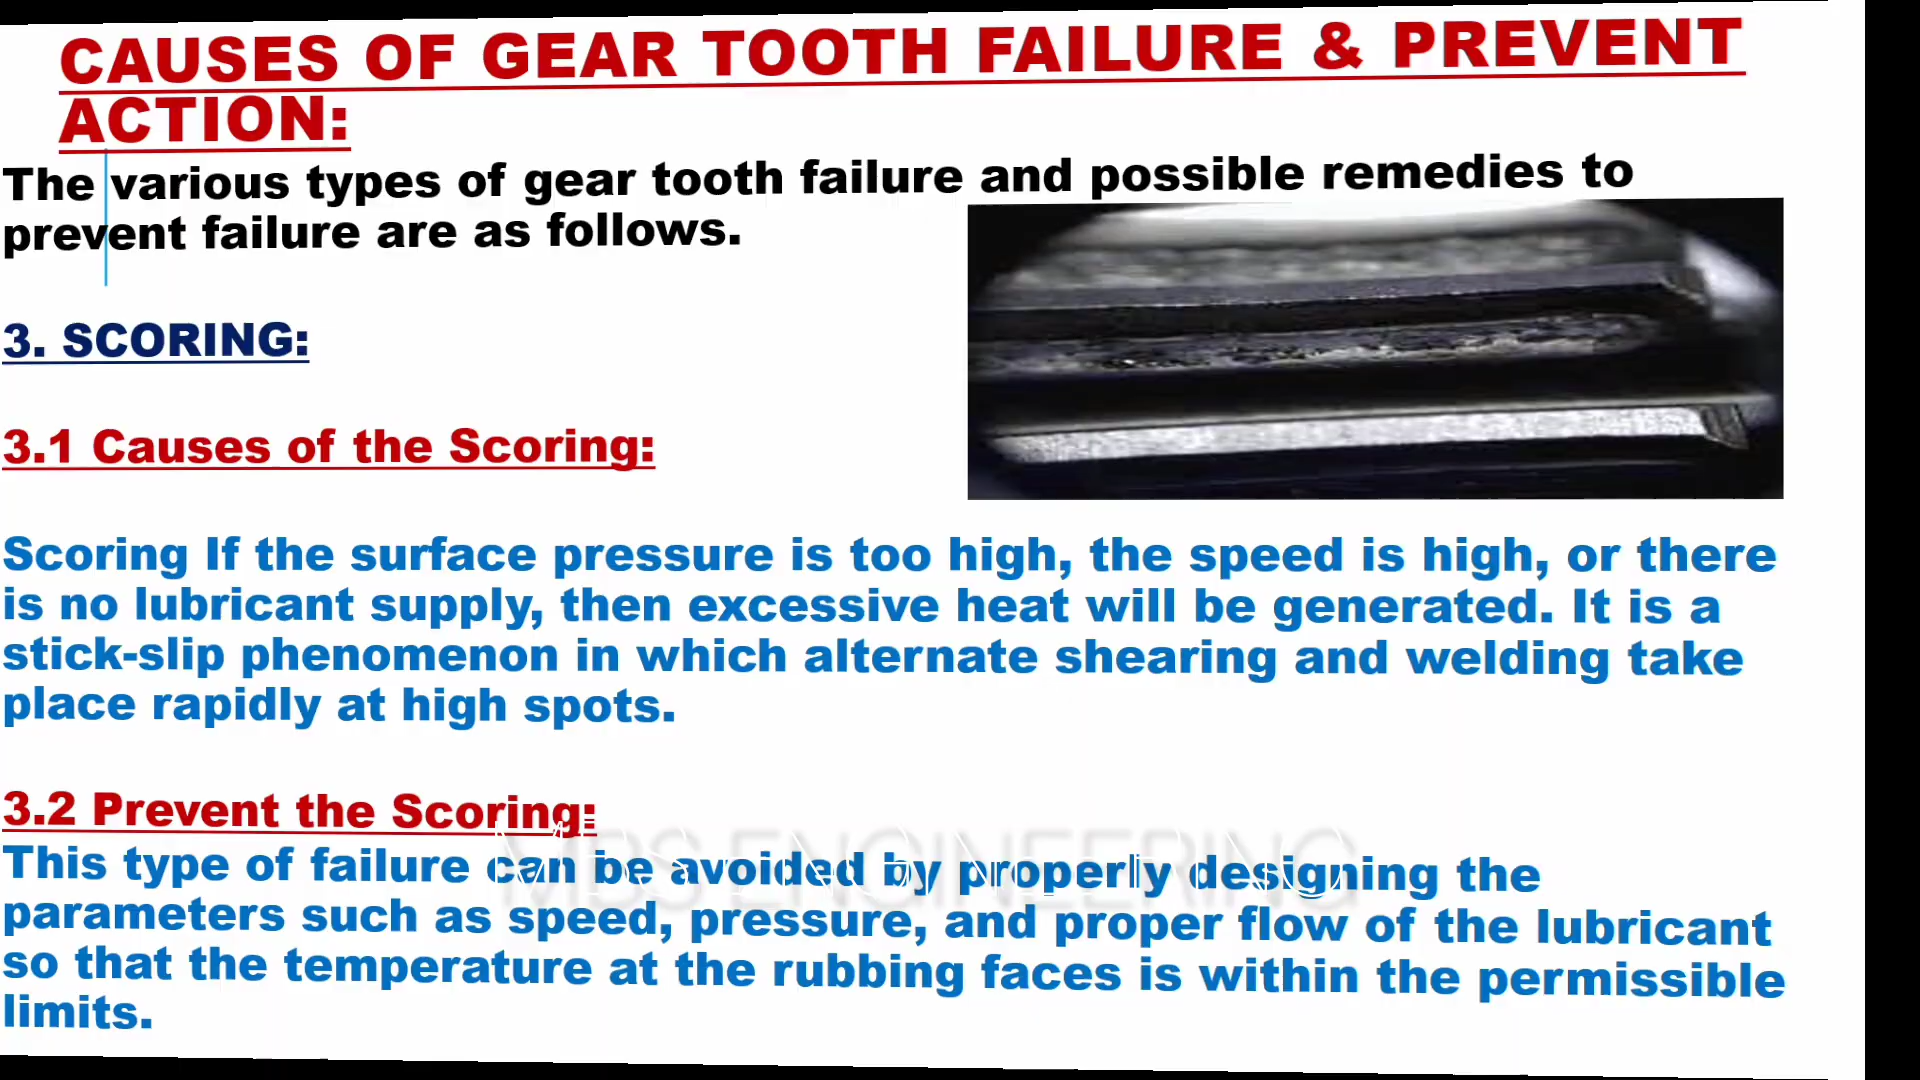 CAUSES OF GEAR TOOTH FAILURE & PREVENT
ACTION:
The various types of gear tooth failure and possible remedies to
prevent failure are as follows.
3. SCORING:
3.1 Causes of the Scoring:
Scoring If the surface pressure is too high, the speed is high, or there
is no lubricant supply, then excessive heat will be generated. It is a
stick-slip phenomenon in which alternate shearing and welding take
place rapidly at high spots.
3.2 Prevent the Scoring:
MBS ENGINEERING
This type of failure can be avoided by properly designing the
parameters such as speed, pressure, and proper flow of the lubricant
so that the temperature at the rubbing faces is within the permissible
limits.